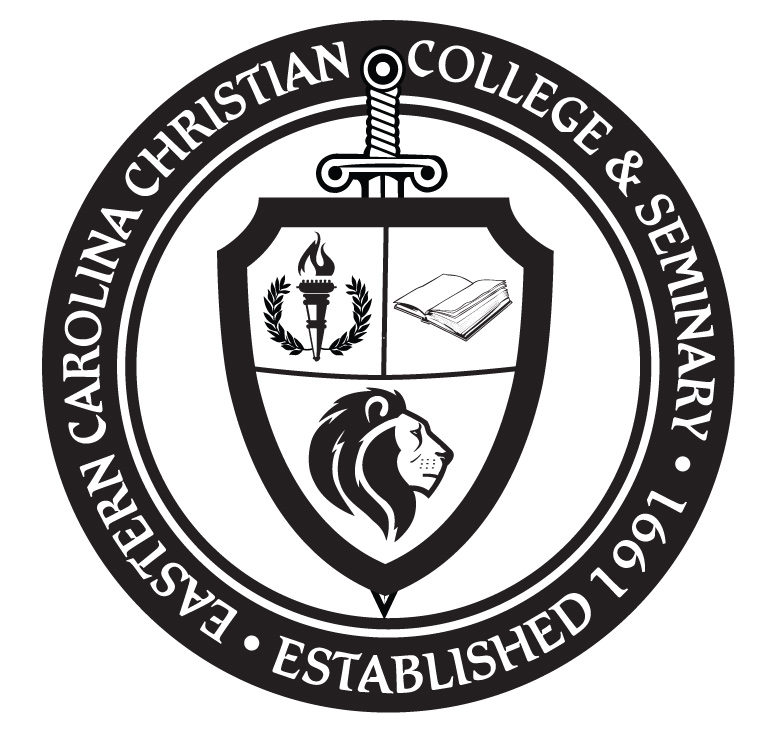 EASTERN CAROLINA CHRISTIAN COLLEGE & SEMINARY
• ESTABLISHED 1991 •